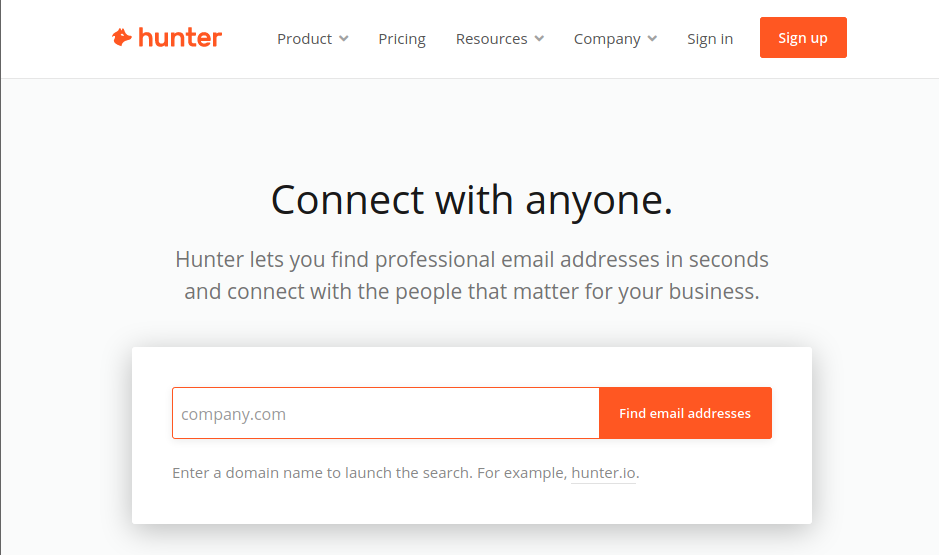 hunter Product Pricing Resources Company Sign in Sign up
Connect with anyone.
Hunter lets you find professional email addresses in seconds
and connect with the people that matter for your business.
company.com Find email addresses
Enter a domain name to launch the search. For example, hunter.io.